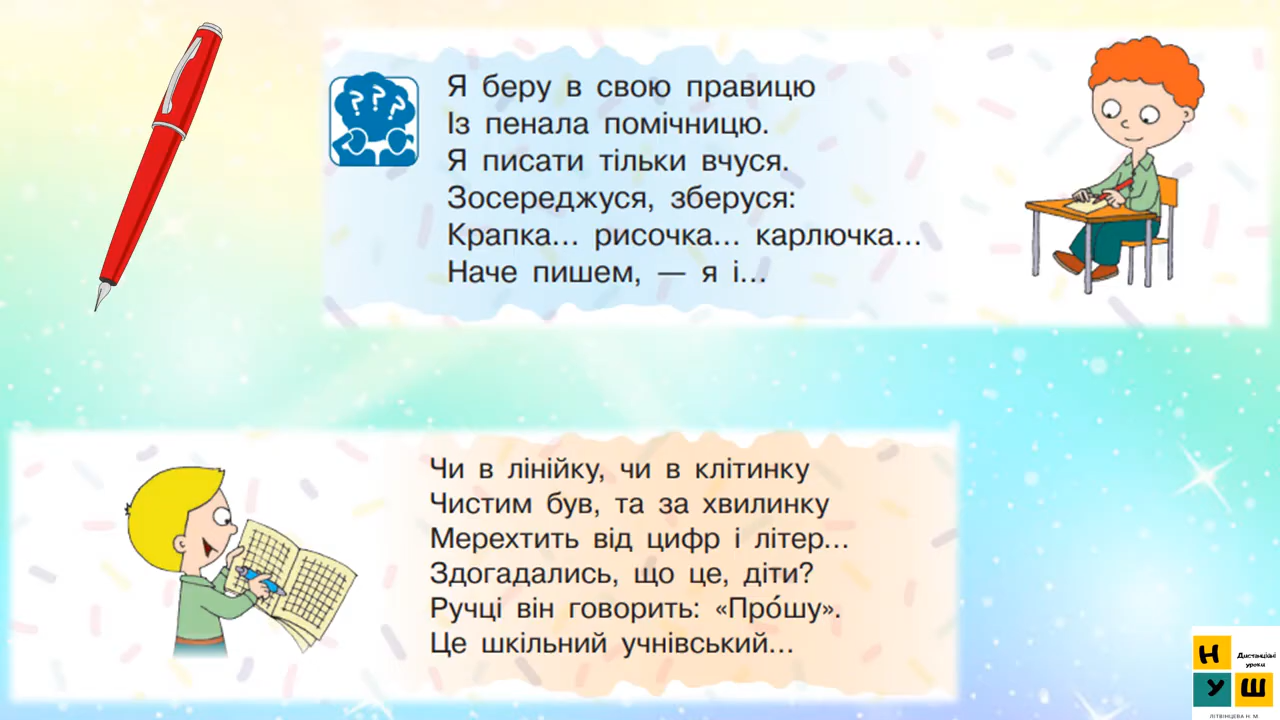 Я беру в свою правицю
Із пенала помічницю.
Я писати тільки вчуся.
Зосереджуся, зберуся:
Крапка... рисочка... карлючка...
Наче пишем, — я і...
Чи в лінійку, чи в клітинку
Чистим був, та за хвилинку
Мерехтить від цифр і літер...
Здогадались, що це, діти?
Ручці він говорить: «Про́шу».
Це шкільний учнівський...
Н
У Ш
Дистанційні
уроки
ЛІТВІНЦЕВА Н. М